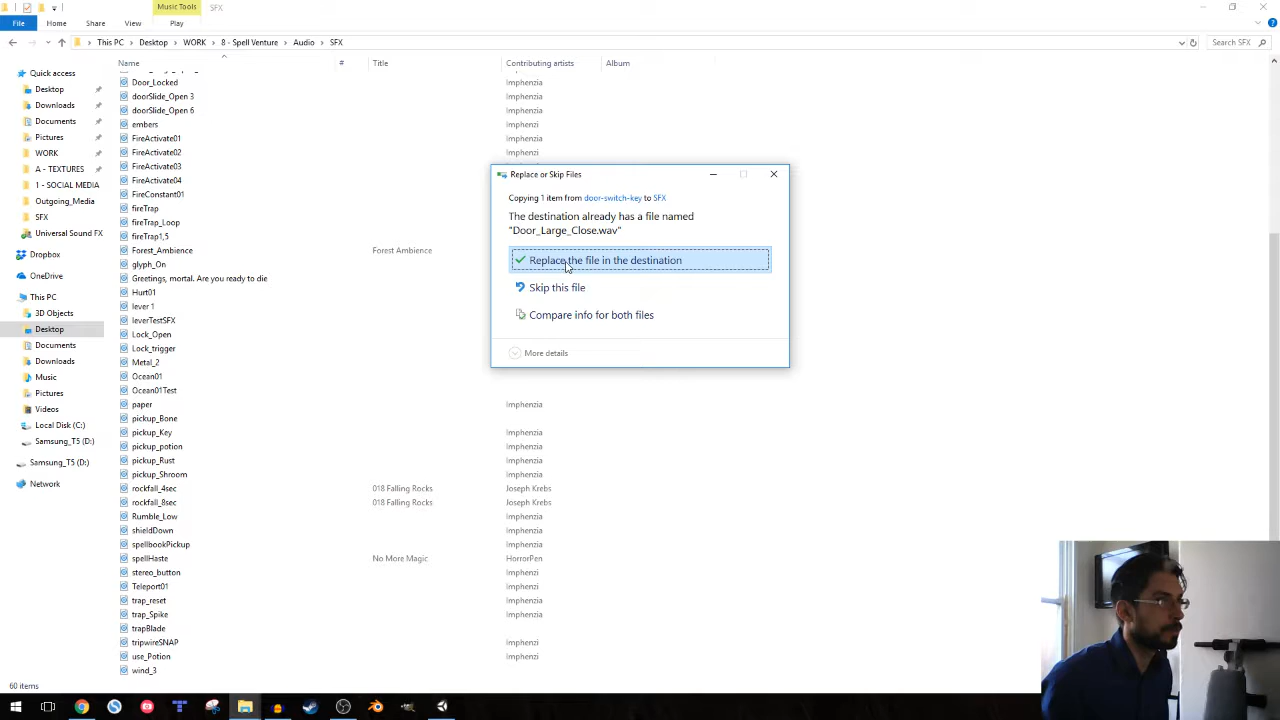 Music Tools
SFX
File
Home
Share
View
Play
This PC
Desktop
WORK
8 - Spell Venture
Audio
SFX
Search SFX
Name
#
Title
Contributing artists
Album
Quick access
Desktop
Downloads
Documents
Pictures
WORK
A - TEXTURES
1 - SOCIAL MEDIA
Outgoing_Media
SFX
Universal Sound FX
Dropbox
OneDrive
This PC
3D Objects
Desktop
Documents
Downloads
Music
Pictures
Videos
Local Disk (C:)
Samsung_T5 (D:)
Samsung_T5 (D:)
Network
Door_Locked Imphenzia
doorSlide_Open 3 Imphenzia
doorSlide_Open 6 Imphenzia
embers Imphenzi
FireActivate01 Imphenzia
FireActivate02 Imphenzi
FireActivate03 Imphenzia
FireActivate04
FireConstant01
fireTrap
fireTrap_Loop
fireTrap1,5
Forest_Ambience Forest Ambience
glyph_On
Greetings, mortal. Are you ready to die
Hurt01
lever 1
leverTestSFX
Lock_Open
Lock_trigger
Metal_2
Ocean01
Ocean01Test
paper Imphenzia
pickup_Bone
pickup_Key Imphenzia
pickup_potion Imphenzia
pickup_Rust Imphenzia
pickup_Shroom Imphenzia
rockfall_4sec 018 Falling Rocks Joseph Krebs
rockfall_8sec 018 Falling Rocks Joseph Krebs
Rumble_Low Imphenzia
shieldDown Imphenzia
spellbookPickup Imphenzia
spellHaste No More Magic HorrorPen
stereo_button Imphenzi
Teleport01 Imphenzia
trap_reset Imphenzia
trap_Spike Imphenzia
trapBlade
tripwireSNAP Imphenzi
use_Potion Imphenzi
wind_3
60 items
Replace or Skip Files
Copying 1 item from door-switch-key to SFX
The destination already has a file named
"Door_Large_Close.wav"
Replace the file in the destination
Skip this file
Compare info for both files
More details